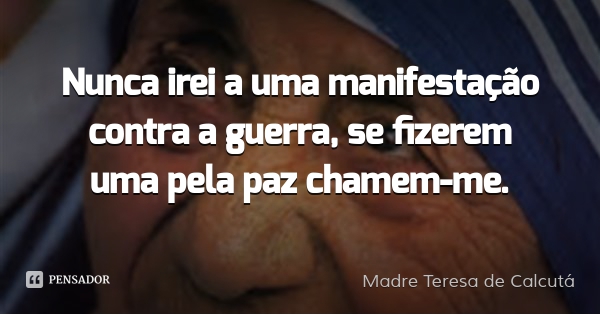 Nunca irei a uma manifestação
contra a guerra, se fizerem
uma pela paz chamem-me.
PENSADOR
Madre Teresa de Calcutá